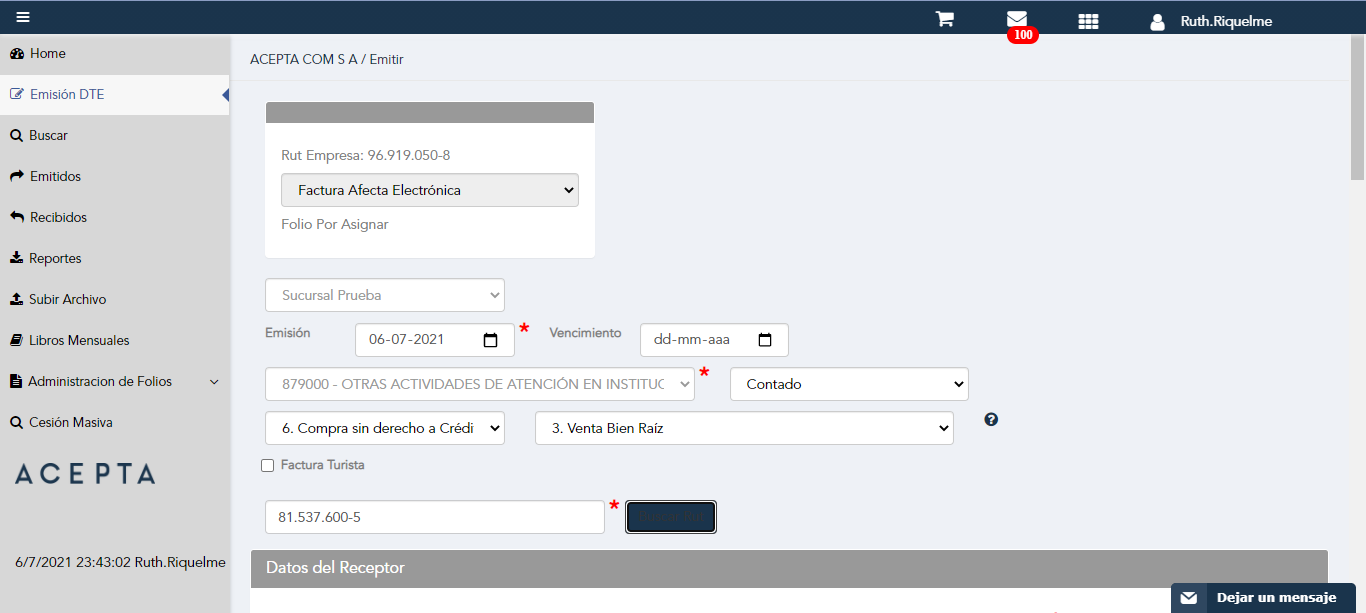 100
Ruth.Riquelme
Home
Emisión DTE
Buscar
Emitidos
Recibidos
Reportes
Subir Archivo
Libros Mensuales
Administracion de Folios
Cesión Masiva
ACEPTA
6/7/2021 23:43:02 Ruth.Riquelme
ACEPTA COM S A / Emitir
Rut Empresa: 96.919.050-8
Factura Afecta Electrónica
Folio Por Asignar
Sucursal Prueba
Emisión 06-07-2021 * Vencimiento dd-mm-aaa
879000 - OTRAS ACTIVIDADES DE ATENCIÓN EN INSTITUC * Contado
6. Compra sin derecho a Crédi 3. Venta Bien Raíz ?
Factura Turista
81.537.600-5 *
Datos del Receptor
Dejar un mensaje